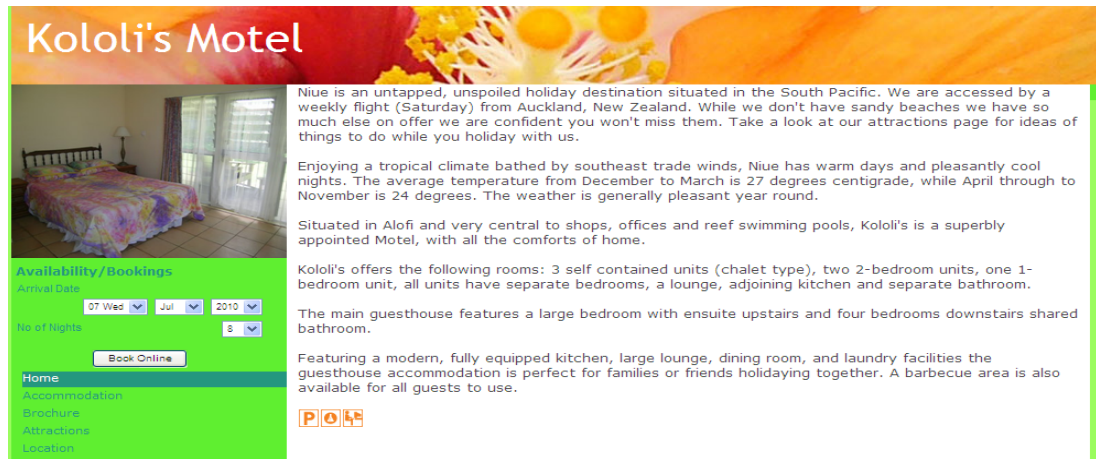 Kololi's Motel
Niue is an untapped, unspoiled holiday destination situated in the South Pacific. We are accessed by a
weekly flight (Saturday) from Auckland, New Zealand. While we don't have sandy beaches we have so
much else on offer we are confident you won't miss them. Take a look at our attractions page for ideas of
things to do while you holiday with us.
Enjoying a tropical climate bathed by southeast trade winds, Niue has warm days and pleasantly cool
nights. The average temperature from December to March is 27 degrees centigrade, while April through to
November is 24 degrees. The weather is generally pleasant year round.
Situated in Alofi and very central to shops, offices and reef swimming pools, Kololi's is a superbly
appointed Motel, with all the comforts of home.
Kololi's offers the following rooms: 3 self contained units (chalet type), two 2-bedroom units, one 1-
bedroom unit, all units have separate bedrooms, a lounge, adjoining kitchen and separate bathroom.
The main guesthouse features a large bedroom with ensuite upstairs and four bedrooms downstairs shared
bathroom.
Featuring a modern, fully equipped kitchen, large lounge, dining room, and laundry facilities the
guesthouse accommodation is perfect for families or friends holidaying together. A barbecue area is also
available for all guests to use.
P
Availability/Bookings
Arrival Date
07 Wed Jul 2010
No of Nights 8
Book Online
Home
Accommodation
Brochure
Attractions
Location